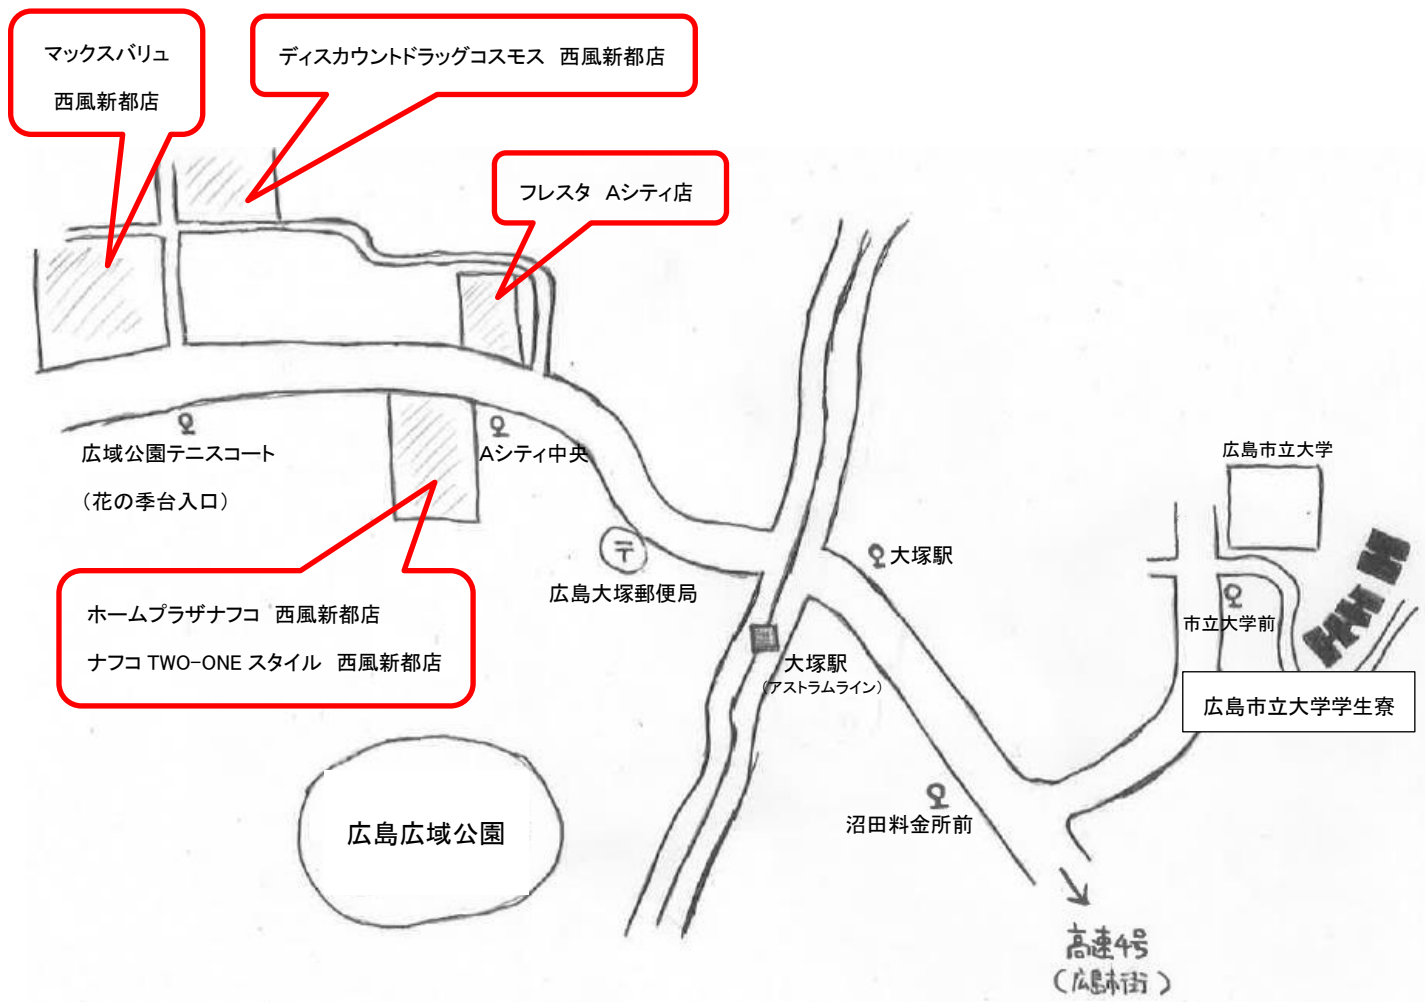 マックスバリュ
西風新都店
ディスカウントドラッグコスモス 西風新都店
フレスタ Aシティ店
広域公園テニスコート
(花の季台入口)
Aシティ中央
広島市立大学
〒
広島大塚郵便局
大塚駅
市立大学前
ホームプラザナフコ 西風新都店
ナフコ TWO-ONE スタイル 西風新都店
大塚駅
(アストラムライン)
広島市立大学学生寮
沼田料金所前
広島広域公園
高速4号
(広島市街)